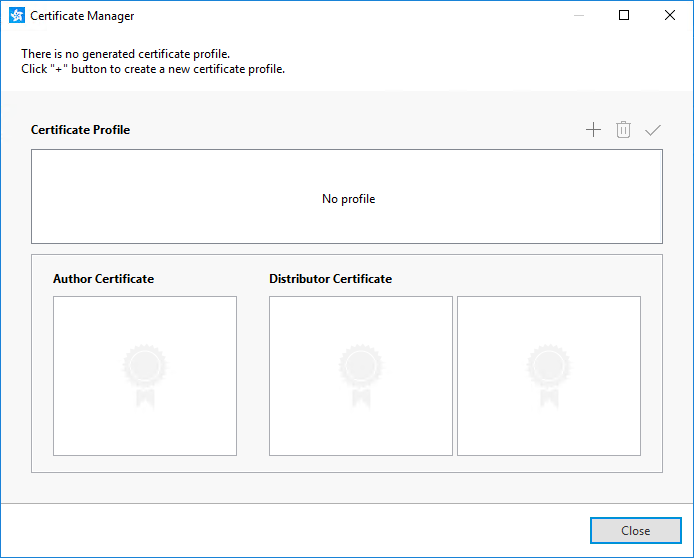 Certificate Manager
There is no generated certificate profile.
Click "+" button to create a new certificate profile.
Certificate Profile
No profile
Author Certificate
Distributor Certificate
Close